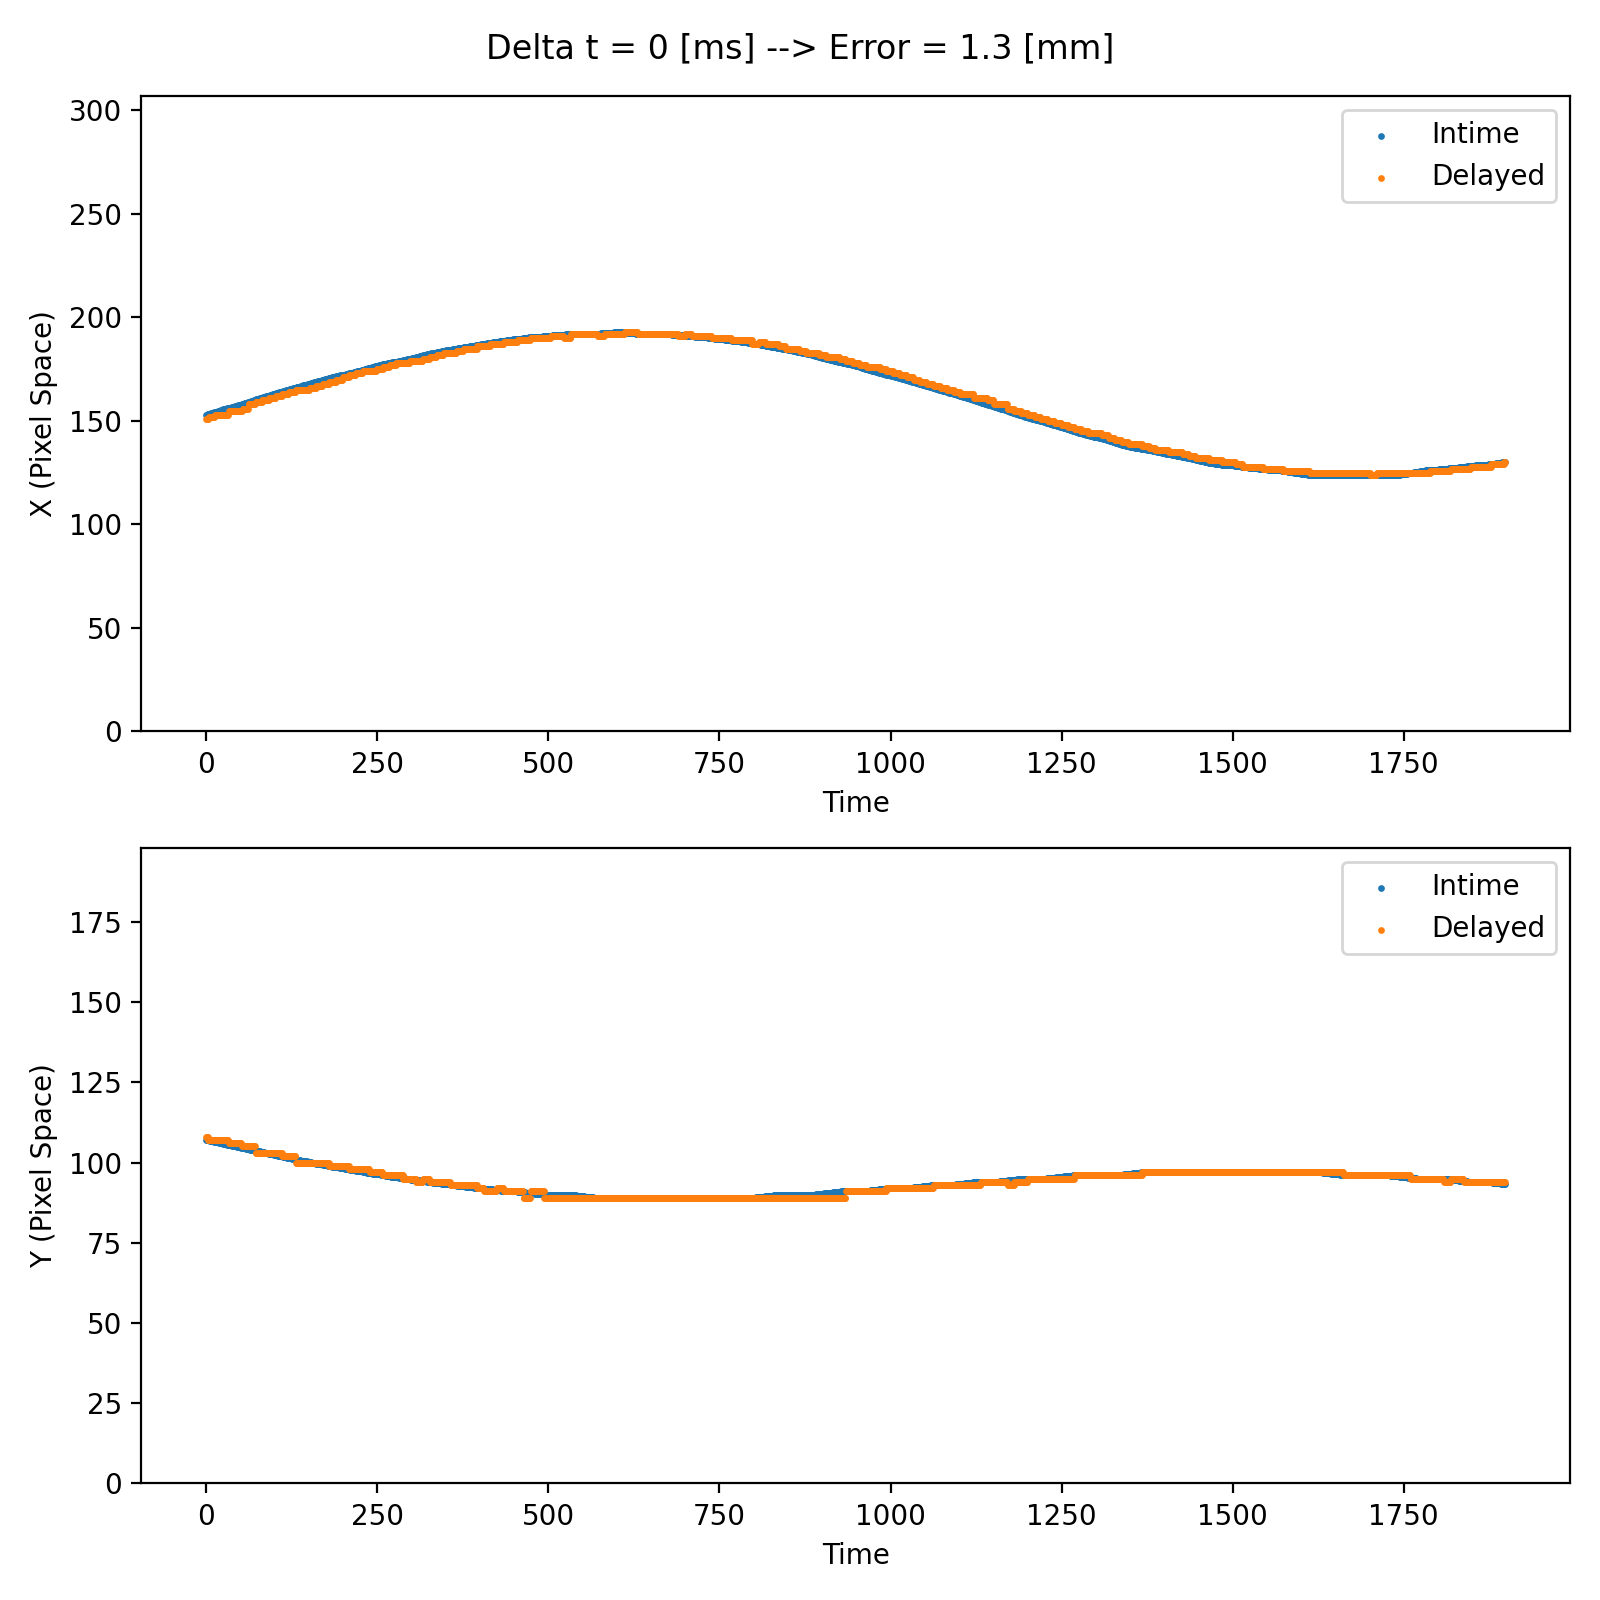 Delta t = 0 [ms] --> Error = 1.3 [mm]
300
250
200
150
100
50
0
X (Pixel Space)
Intime
Delayed
0 250 500 750 1000 1250 1500 1750
Time
175
150
125
100
75
50
25
0
Y (Pixel Space)
Intime
Delayed
0 250 500 750 1000 1250 1500 1750
Time